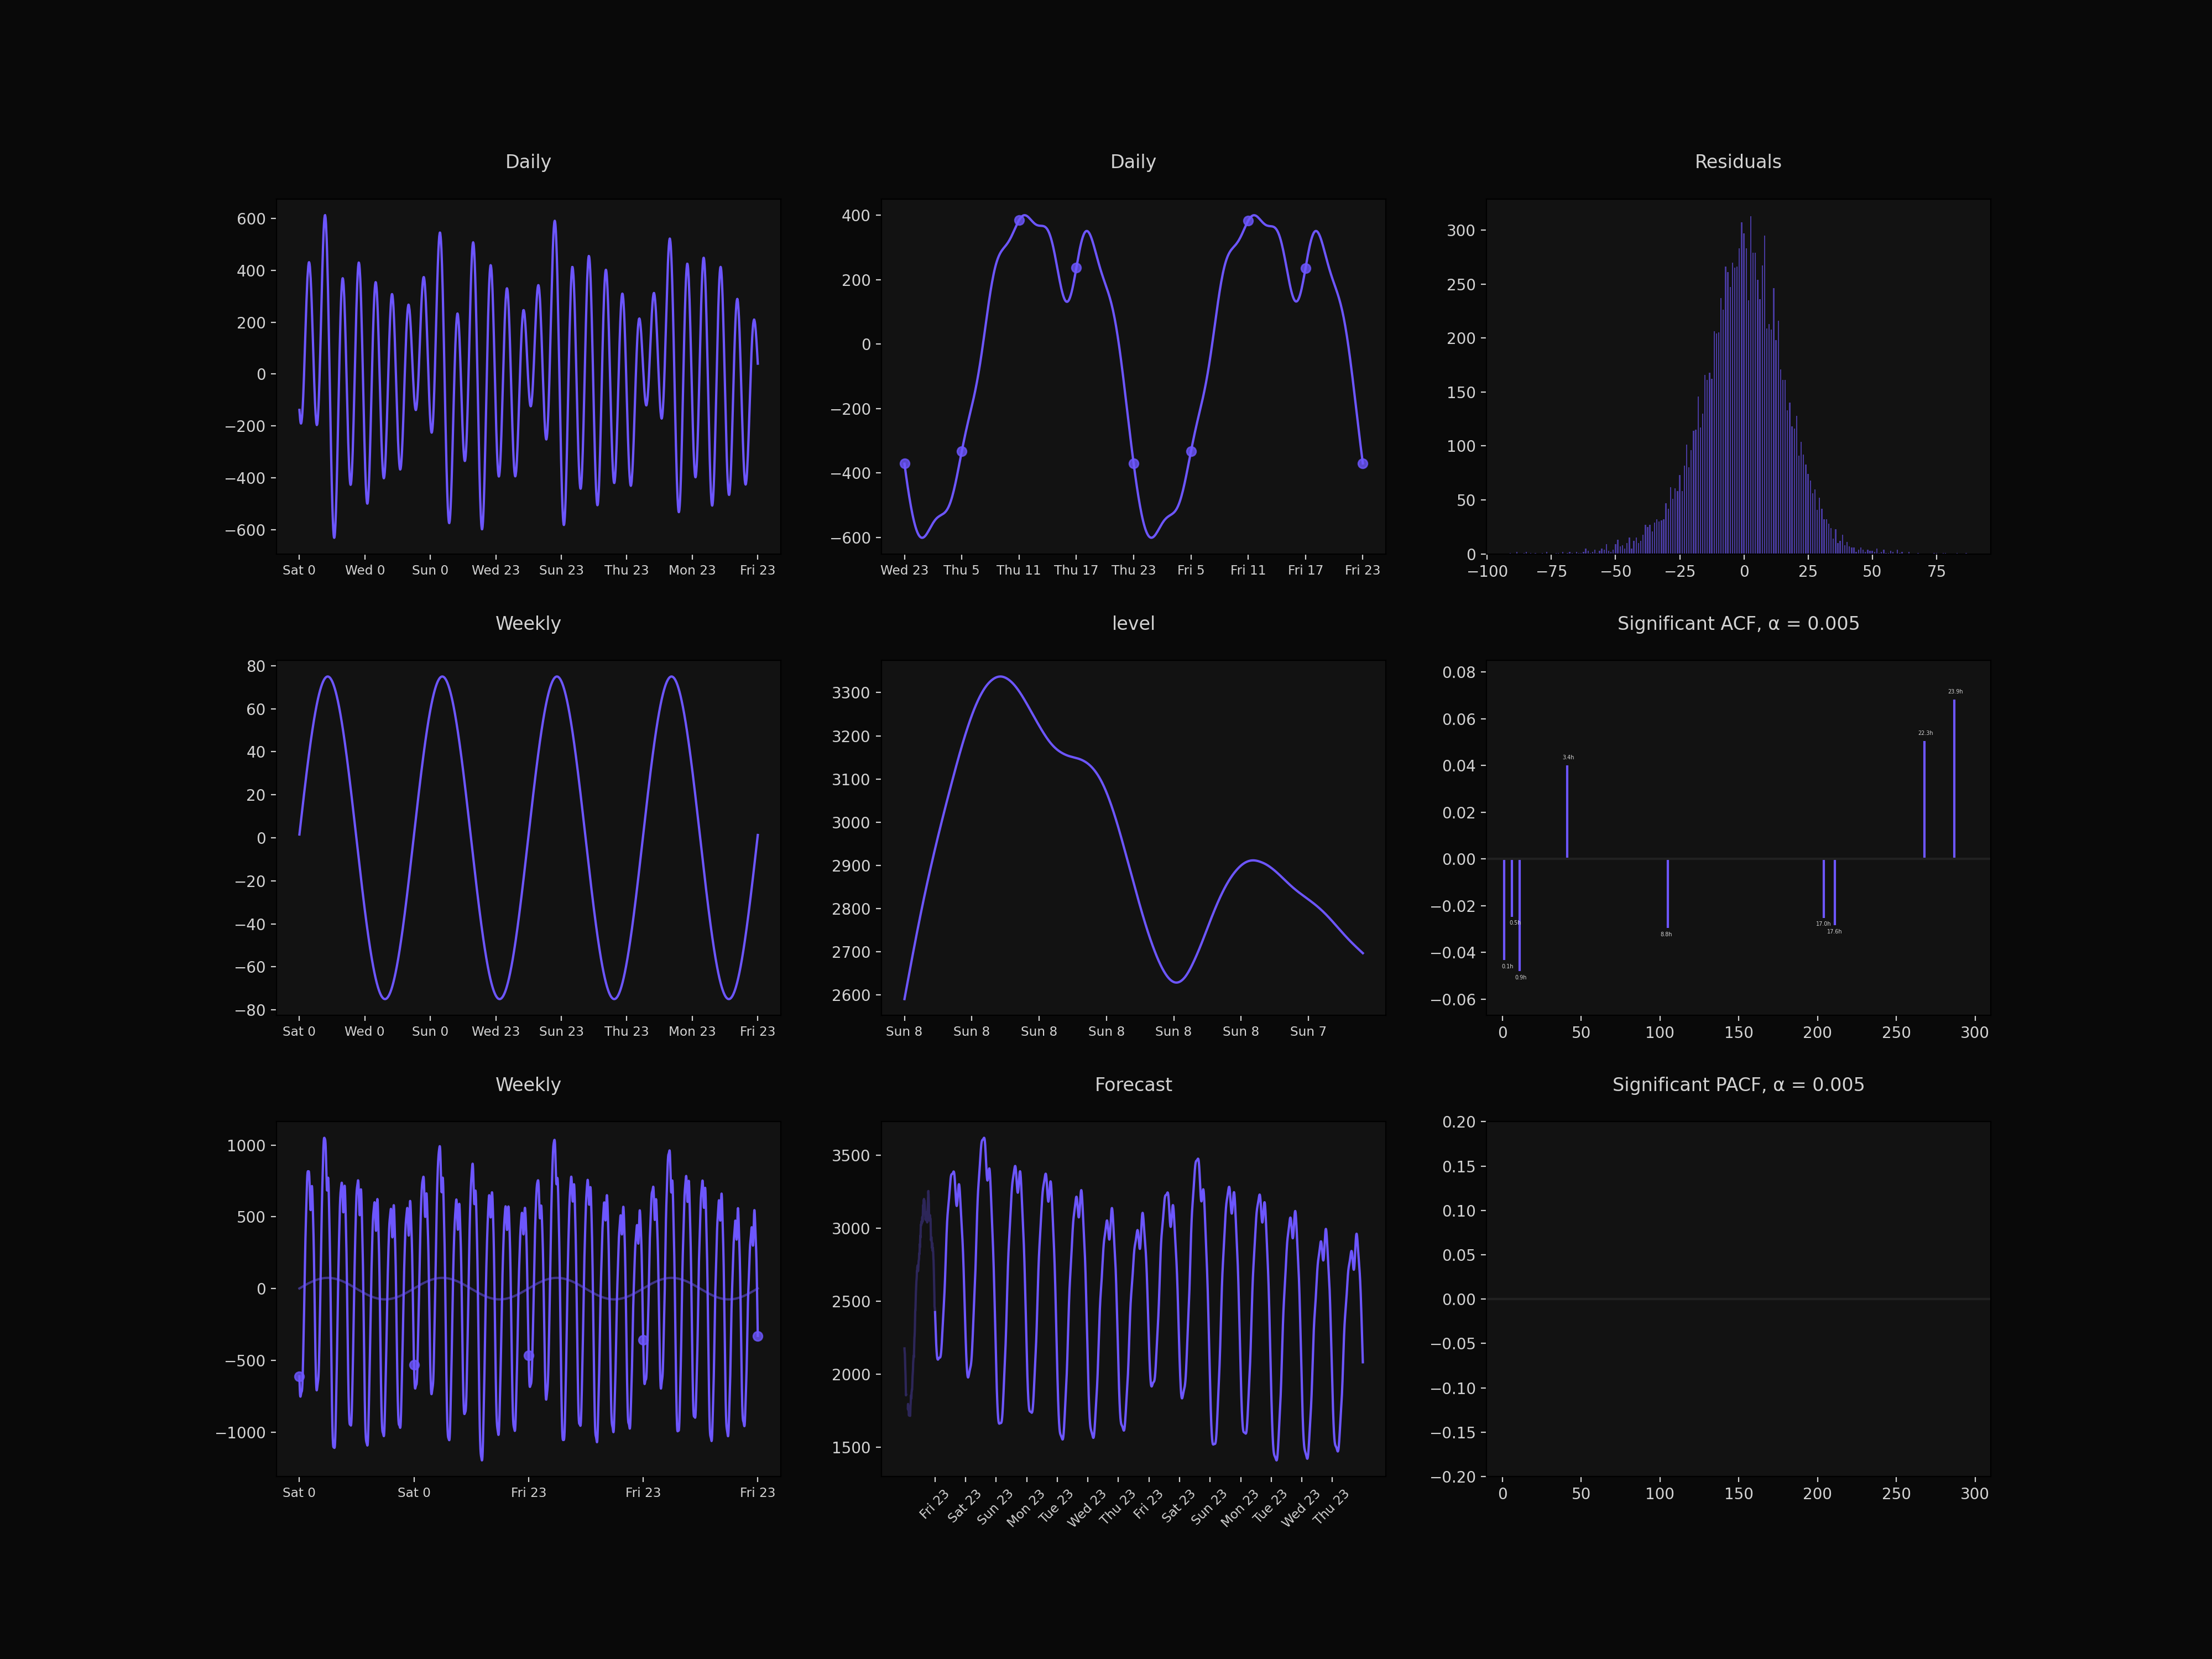 Daily
600
400
200
0
−200
−400
−600
Sat 0 Wed 0 Sun 0 Wed 23 Sun 23 Thu 23 Mon 23 Fri 23
Daily
400
200
0
−200
−400
−600
Wed 23 Thu 5 Thu 11 Thu 17 Thu 23 Fri 5 Fri 11 Fri 17 Fri 23
Residuals
300
250
200
150
100
50
0
−100 −75 −50 −25 0 25 50 75
Weekly
80
60
40
20
0
−20
−40
−60
−80
Sat 0 Wed 0 Sun 0 Wed 23 Sun 23 Thu 23 Mon 23 Fri 23
level
3300
3200
3100
3000
2900
2800
2700
2600
Sun 8 Sun 8 Sun 8 Sun 8 Sun 8 Sun 8 Sun 7
Significant ACF, α = 0.005
0.08
0.06
0.04
0.02
0.00
−0.02
−0.04
−0.06
23.9h
22.3h
3.4h
0.5h
17.0h
17.6h
8.8h
0.1h
0.9h
0 50 100 150 200 250 300
Weekly
1000
500
0
−500
−1000
Sat 0 Sat 0 Fri 23 Fri 23 Fri 23
Forecast
3500
3000
2500
2000
1500
Fri 23 Sat 23 Sun 23 Mon 23 Tue 23 Wed 23 Thu 23 Fri 23 Sat 23 Sun 23 Mon 23 Tue 23 Wed 23 Thu 23
Significant PACF, α = 0.005
0.20
0.15
0.10
0.05
0.00
−0.05
−0.10
−0.15
−0.20
0 50 100 150 200 250 300